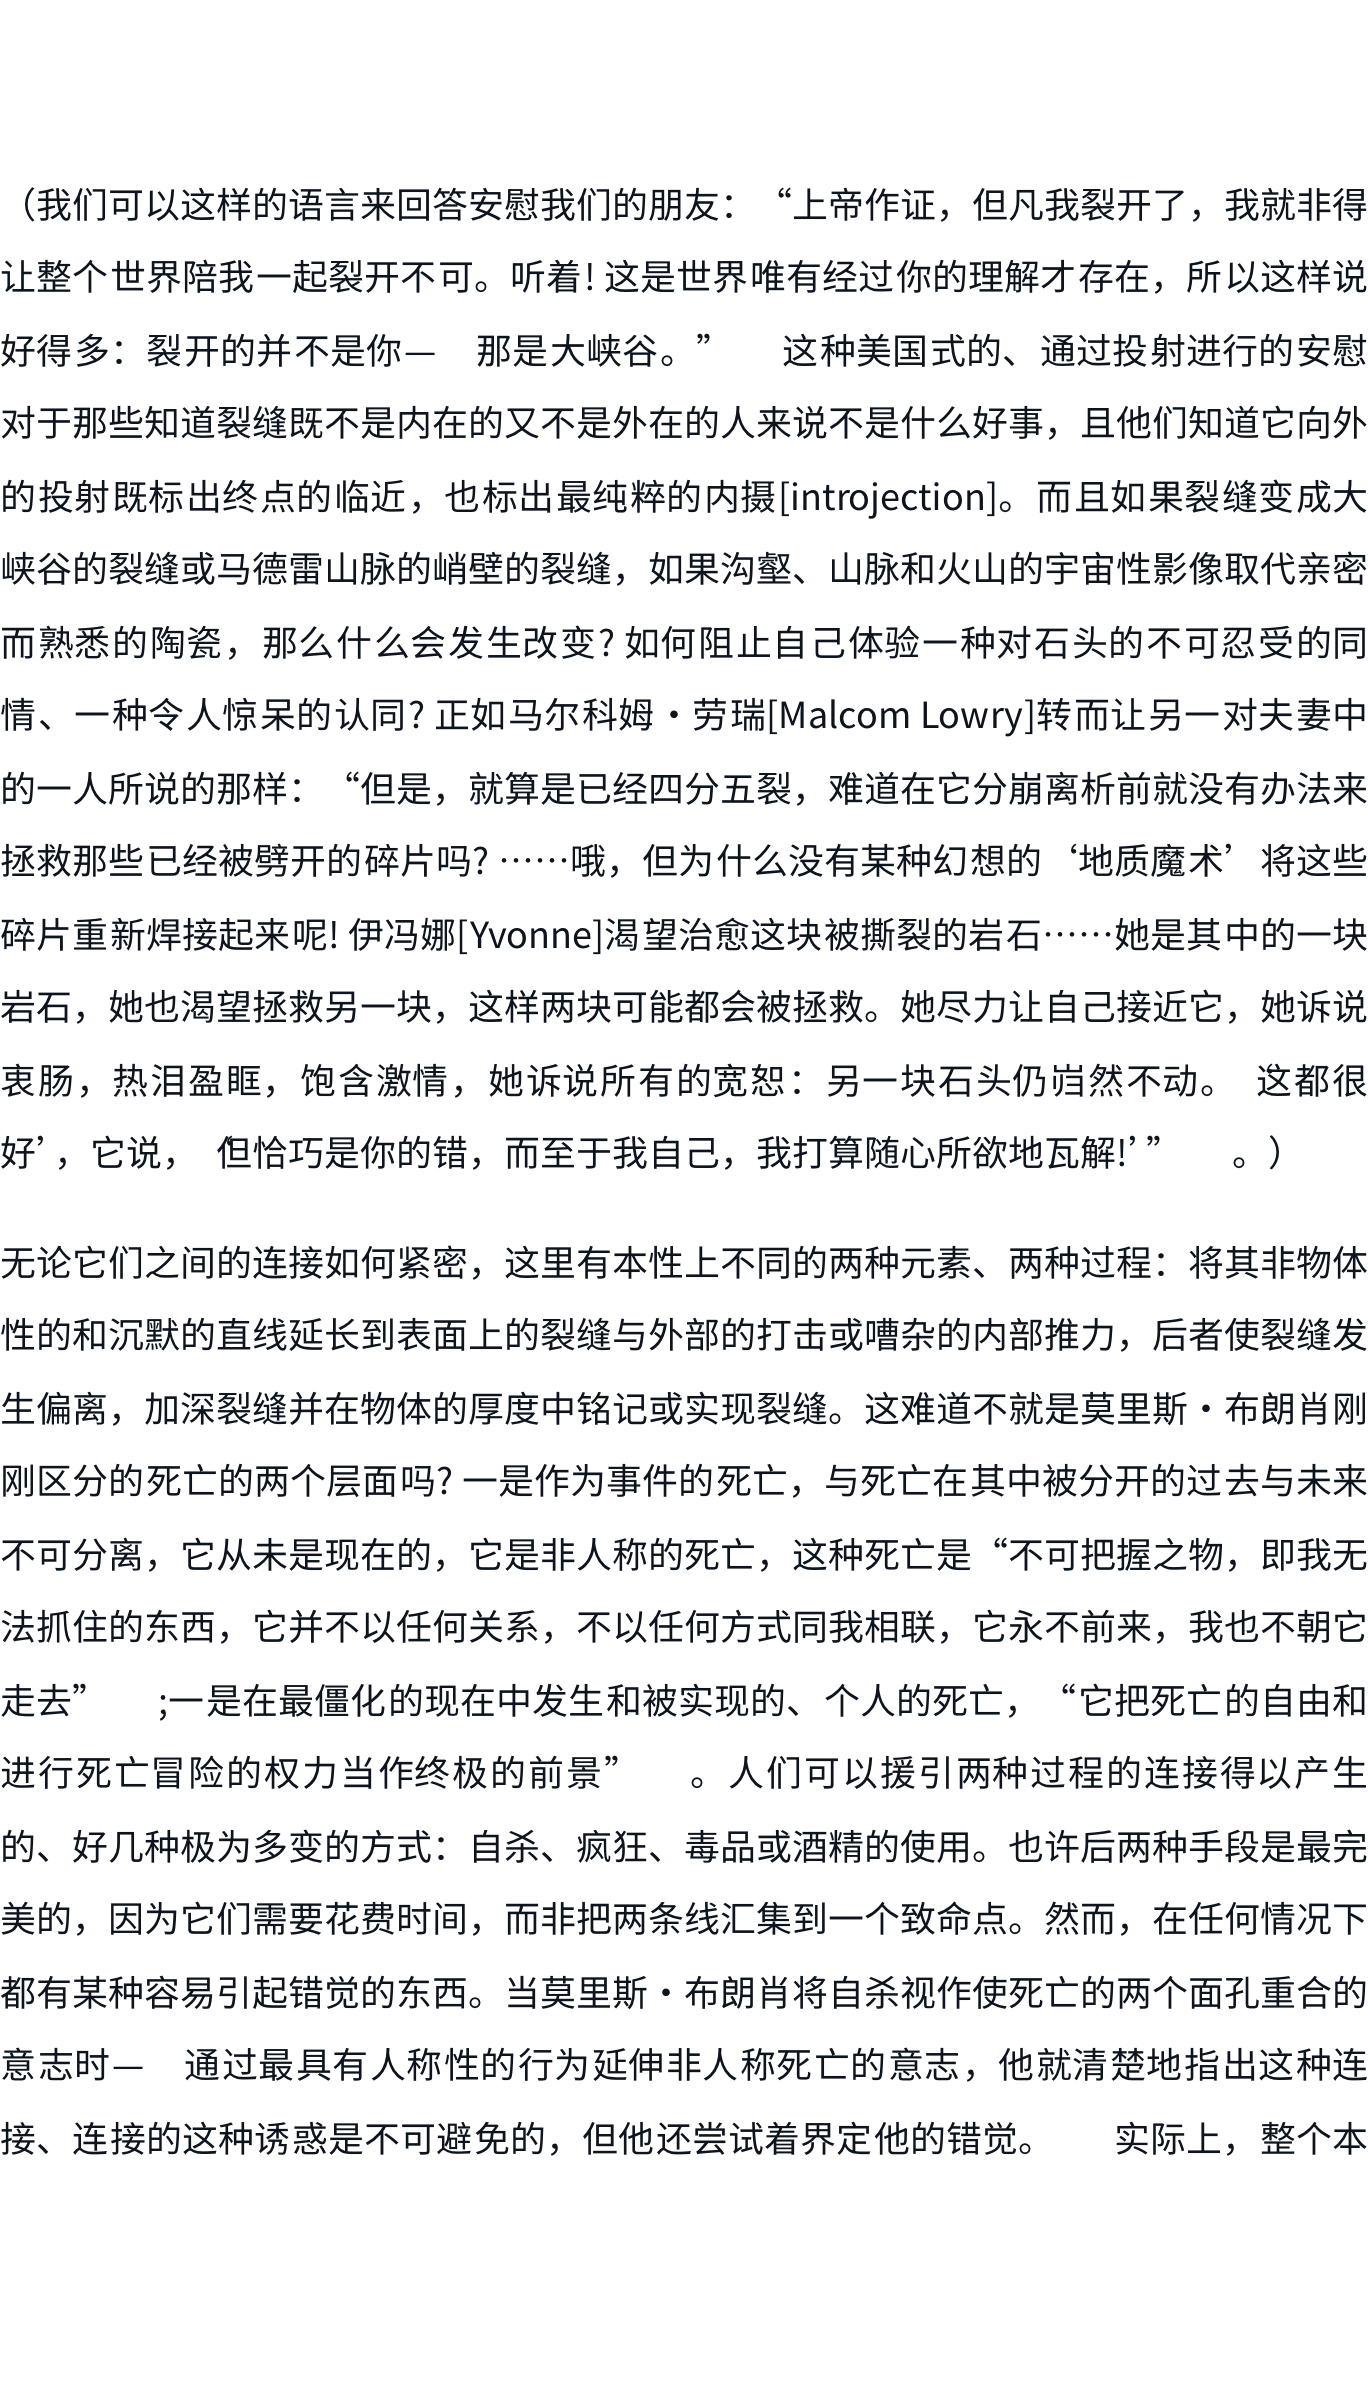 （我们可以这样的语言来回答安慰我们的朋友：“上帝作证，但凡我裂开了，我就非得
让整个世界陪我一起裂开不可。听着! 这是世界唯有经过你的理解才存在，所以这样说
好得多：裂开的并不是你— 那是大峡谷。” 这种美国式的、通过投射进行的安慰
对于那些知道裂缝既不是内在的又不是外在的人来说不是什么好事，且他们知道它向外
的投射既标出终点的临近，也标出最纯粹的内摄[introjection]。而且如果裂缝变成大
峡谷的裂缝或马德雷山脉的峭壁的裂缝，如果沟壑、山脉和火山的宇宙性影像取代亲密
而熟悉的陶瓷，那么什么会发生改变? 如何阻止自己体验一种对石头的不可忍受的同
情、一种令人惊呆的认同? 正如马尔科姆・劳瑞[Malcom Lowry]转而让另一对夫妻中
的一人所说的那样：“但是，就算是已经四分五裂，难道在它分崩离析前就没有办法来
拯救那些已经被劈开的碎片吗? ……哦，但为什么没有某种幻想的‘地质魔术’将这些
碎片重新焊接起来呢! 伊冯娜[Yvonne]渴望治愈这块被撕裂的岩石……她是其中的一块
岩石，她也渴望拯救另一块，这样两块可能都会被拯救。她尽力让自己接近它，她诉说
衷肠，热泪盈眶，饱含激情，她诉说所有的宽恕：另一块石头仍岿然不动。 ‘这都很
好’，它说， ‘但恰巧是你的错，而至于我自己，我打算随心所欲地瓦解!’” 。）
无论它们之间的连接如何紧密，这里有本性上不同的两种元素、两种过程：将其非物体
性的和沉默的直线延长到表面上的裂缝与外部的打击或嘈杂的内部推力，后者使裂缝发
生偏离，加深裂缝并在物体的厚度中铭记或实现裂缝。这难道不就是莫里斯・布朗肖刚
刚区分的死亡的两个层面吗? 一是作为事件的死亡，与死亡在其中被分开的过去与未来
不可分离，它从未是现在的，它是非人称的死亡，这种死亡是“不可把握之物，即我无
法抓住的东西，它并不以任何关系，不以任何方式同我相联，它永不前来，我也不朝它
走去” ;一是在最僵化的现在中发生和被实现的、个人的死亡，“它把死亡的自由和
进行死亡冒险的权力当作终极的前景” 。人们可以援引两种过程的连接得以产生
的、好几种极为多变的方式：自杀、疯狂、毒品或酒精的使用。也许后两种手段是最完
美的，因为它们需要花费时间，而非把两条线汇集到一个致命点。然而，在任何情况下
都有某种容易引起错觉的东西。当莫里斯・布朗肖将自杀视作使死亡的两个面孔重合的
意志时— 通过最具有人称性的行为延伸非人称死亡的意志，他就清楚地指出这种连
接、连接的这种诱惑是不可避免的，但他还尝试着界定他的错觉。 实际上，整个本